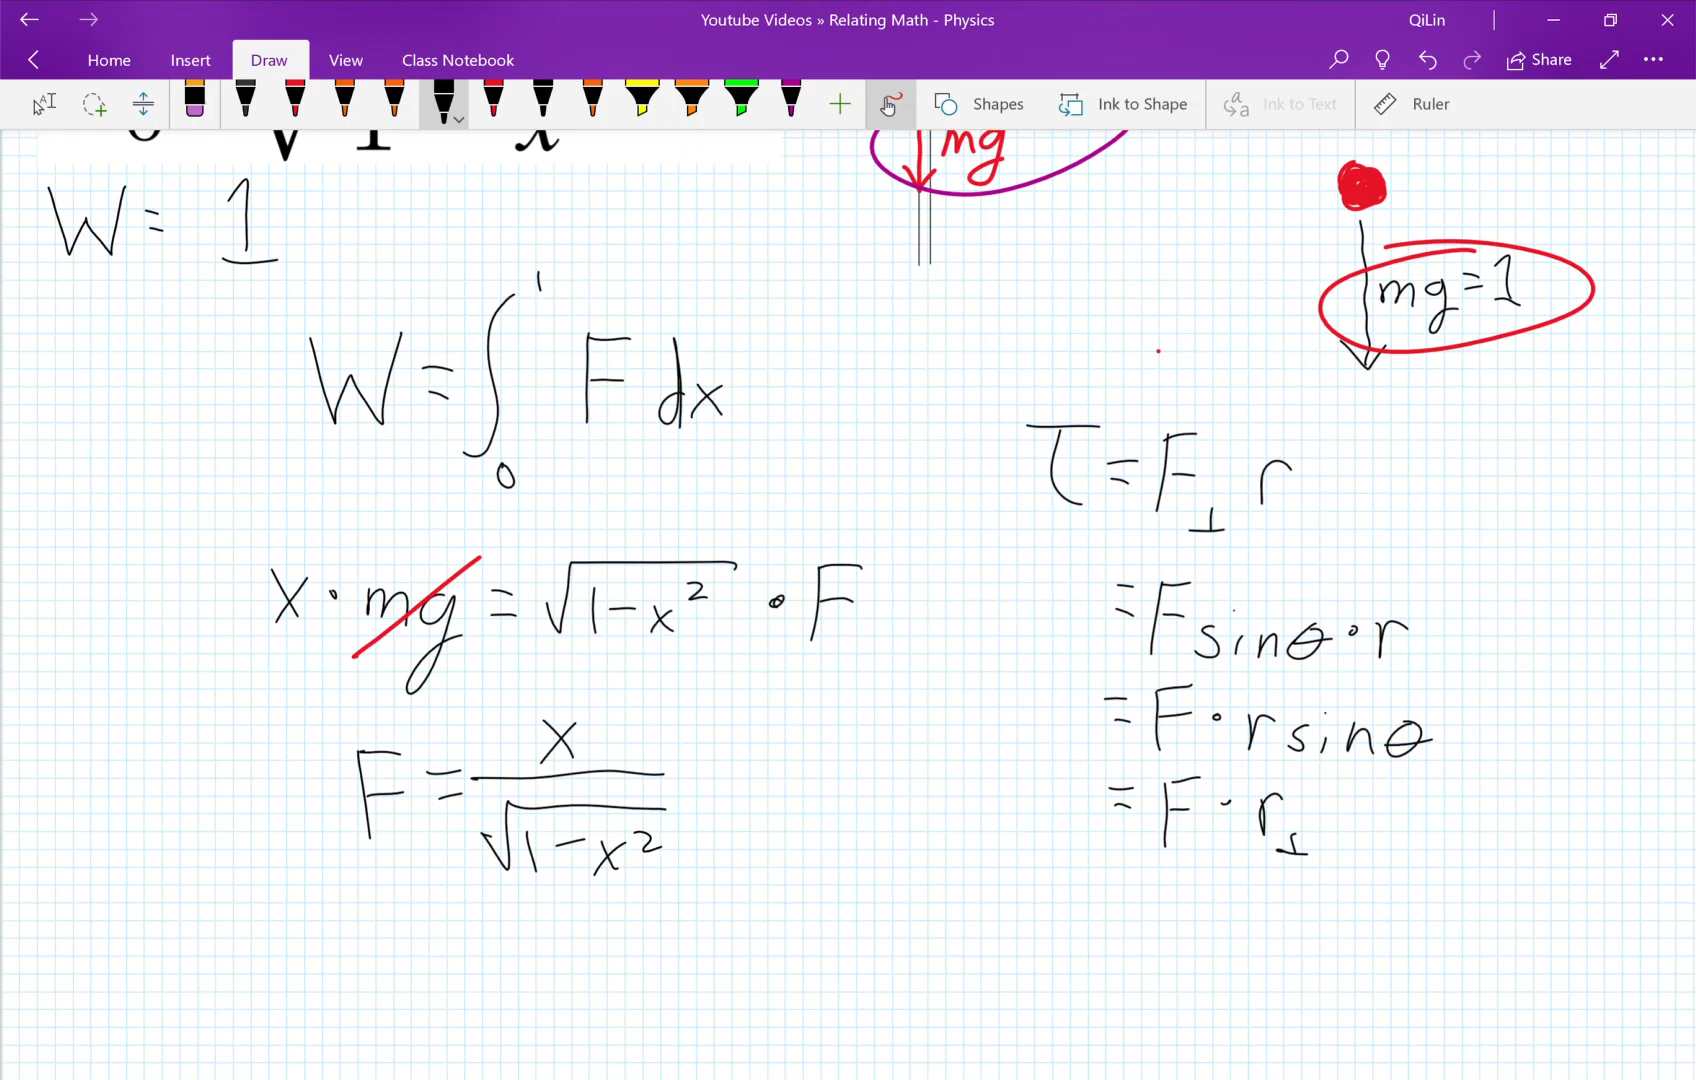 Youtube Videos » Relating Math - Physics
QiLin
Home Insert Draw View Class Notebook
Share
Shapes
Ink to Shape
Ink to Text
Ruler
mg
W = 1
mg = 1
W = ∫₀¹ F dx
τ = F⊥ r
x · mg = √(1-x²) · F
= F sinθ · r
= F · r sinθ
F = x / √(1-x²)
= F · r⊥